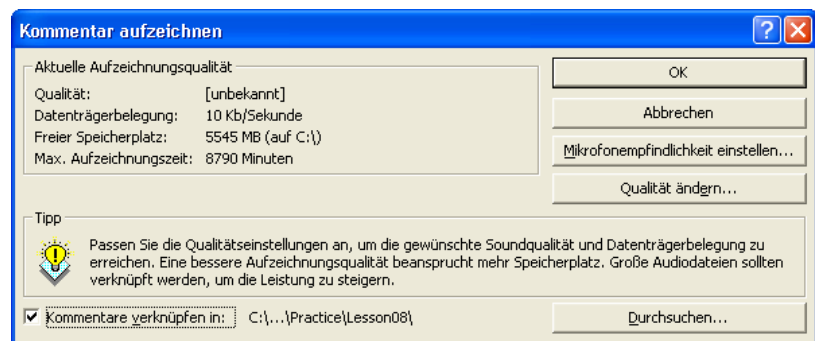 Kommentar aufzeichnen
Aktuelle Aufzeichnungsqualität
OK
Qualität: [unbekannt]
Datenträgerbelegung: 10 Kb/Sekunde
Abbrechen
Freier Speicherplatz: 5545 MB (auf C:\)
Max. Aufzeichnungszeit: 8790 Minuten
Mikrofonempfindlichkeit einstellen...
Qualität ändern...
Tipp
Passen Sie die Qualitätseinstellungen an, um die gewünschte Soundqualität und Datenträgerbelegung zu
erreichen. Eine bessere Aufzeichnungsqualität beansprucht mehr Speicherplatz. Große Audiodateien sollten
verknüpft werden, um die Leistung zu steigern.
Kommentare verknüpfen in: C:\...\Practice\Lesson08\
Durchsuchen...